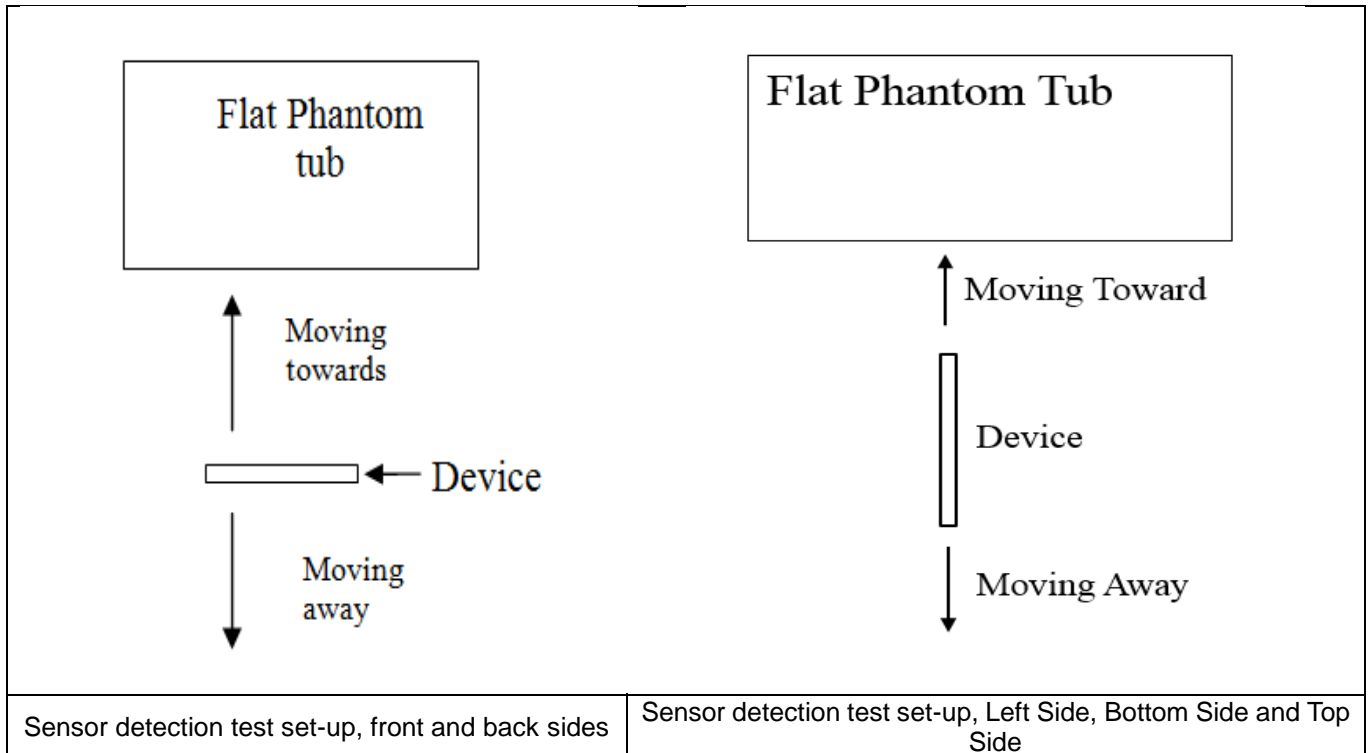 Flat Phantom
tub
Moving
towards
Device
Moving
away
Flat Phantom Tub
Moving Toward
Device
Moving Away
Sensor detection test set-up, front and back sides
Sensor detection test set-up, Left Side, Bottom Side and Top
Side